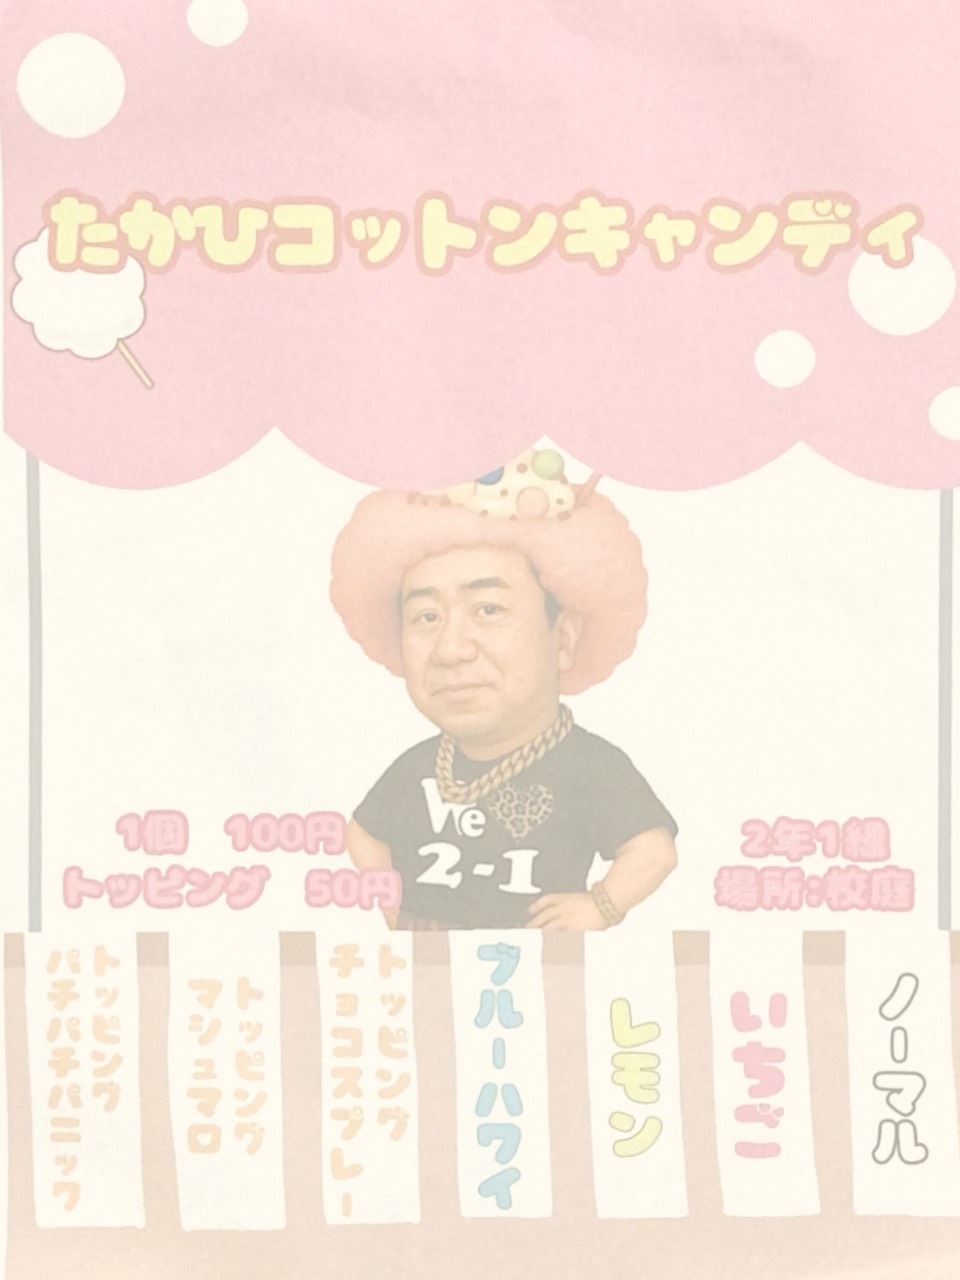 たかひコットンキャンディ
We
2-1
1個 100円
トッピング 50円
2年1組
場所:校庭
ノーマル
いちご
レモン
ブルーハワイ
トッピング
チョコスプレー
トッピング
マシュマロ
トッピング
パチパチパニック